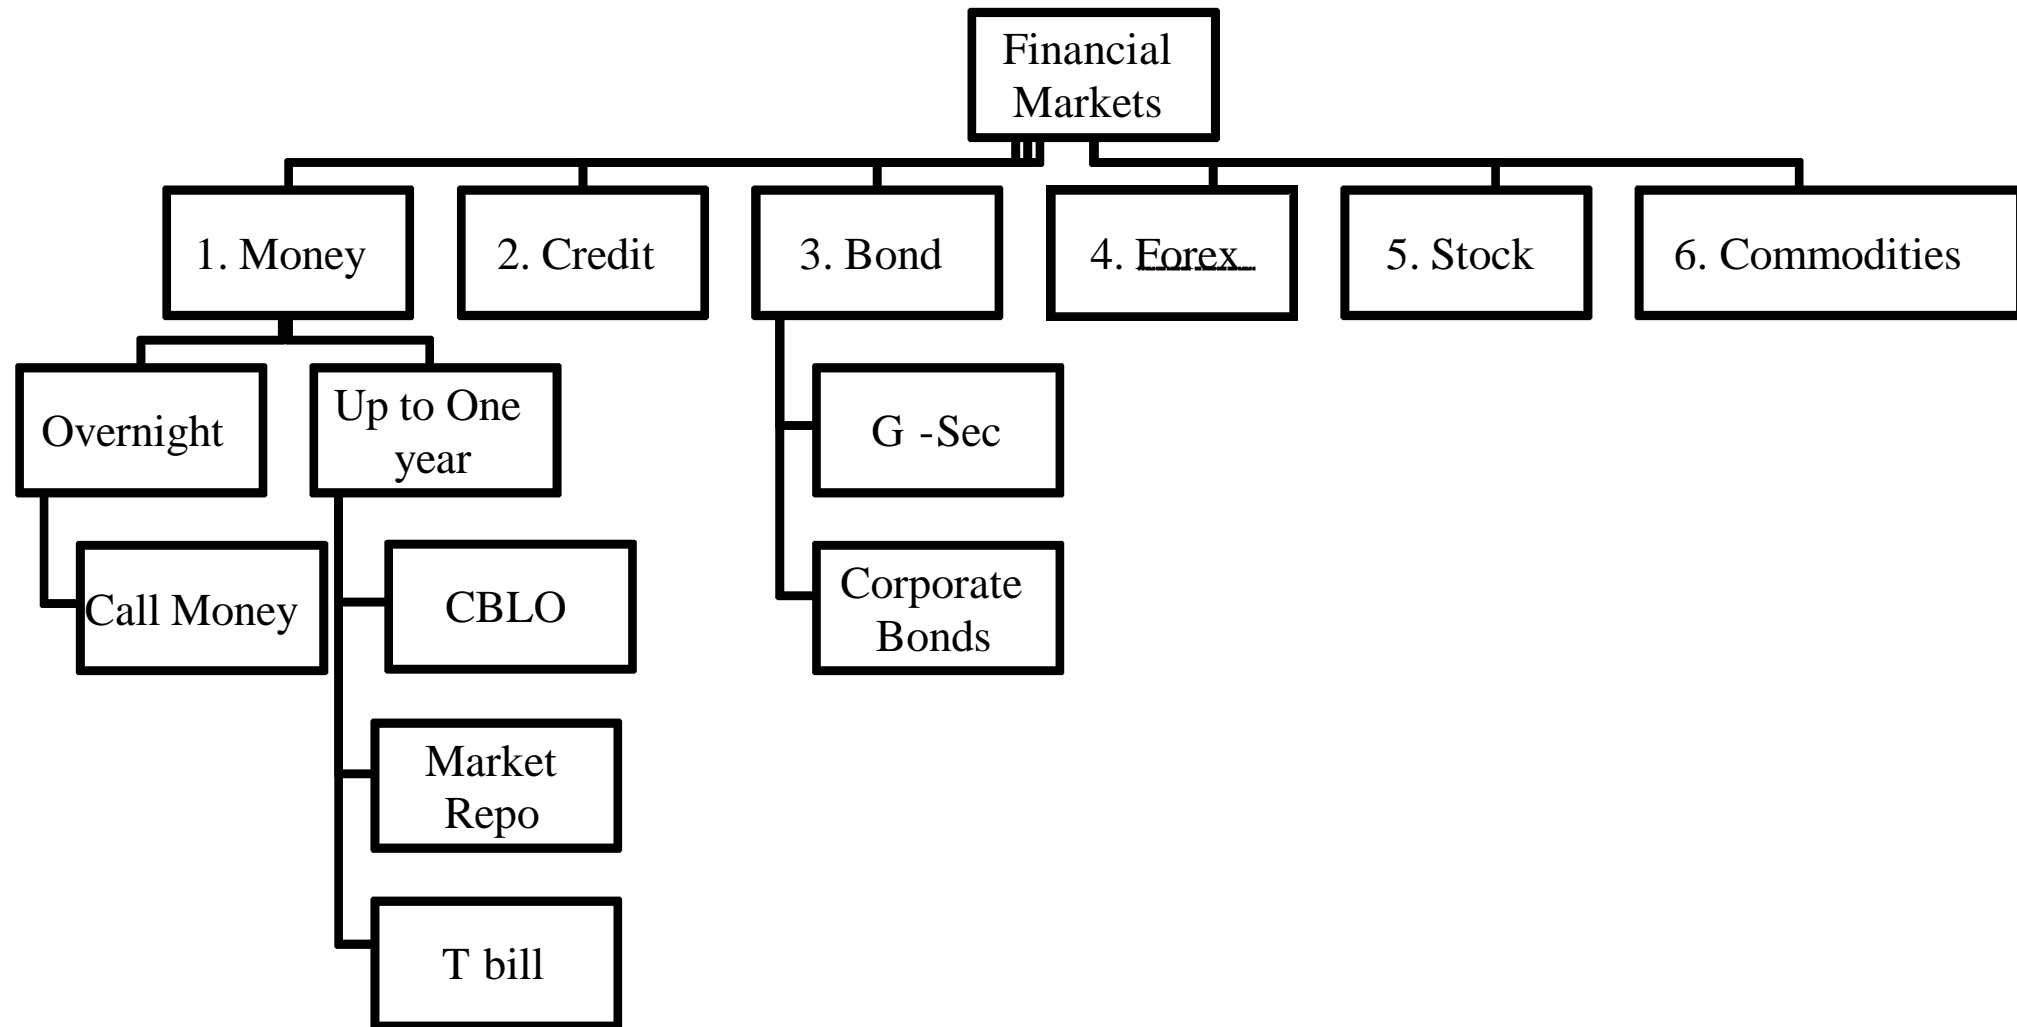 Financial
Markets
1. Money
2. Credit
3. Bond
4. Forex
5. Stock
6. Commodities
Overnight
Up to One
year
G -Sec
Call Money
CBLO
Corporate
Bonds
Market
Repo
T bill